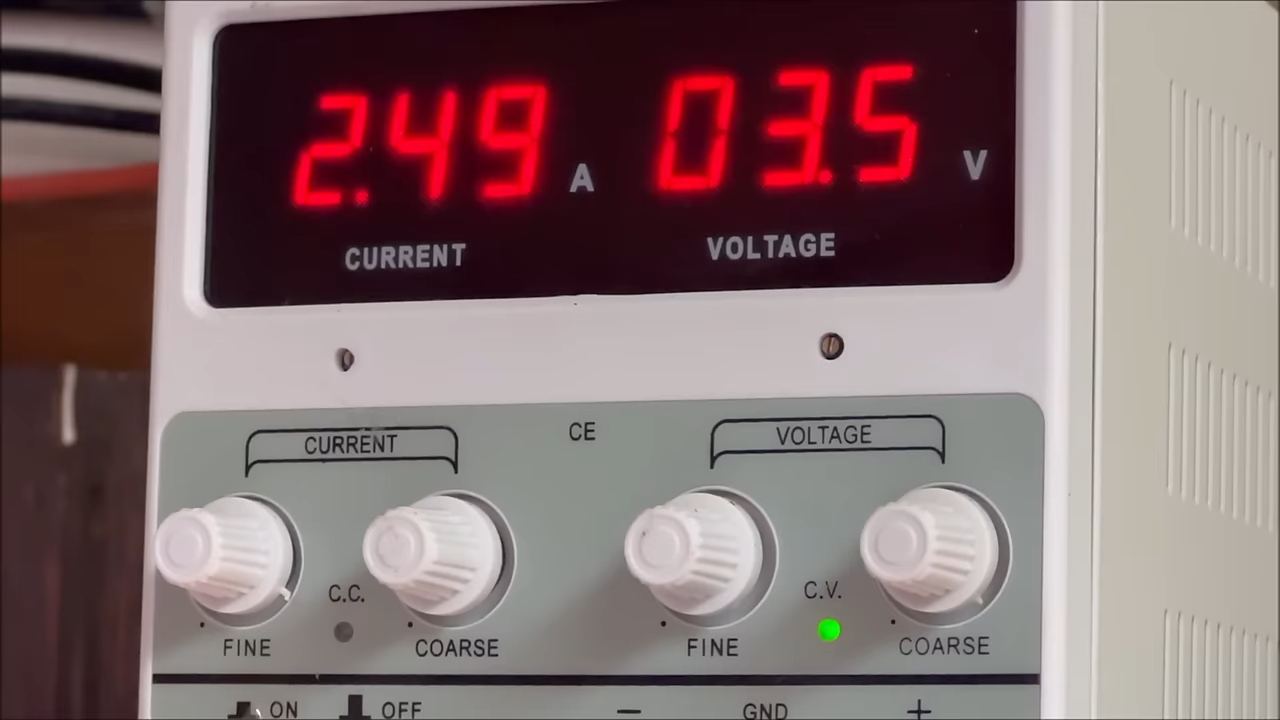 2.49 A 03.5 V
CURRENT VOLTAGE
CE
CURRENT VOLTAGE
C.C. C.V.
FINE COARSE FINE COARSE
ON OFF − GND +